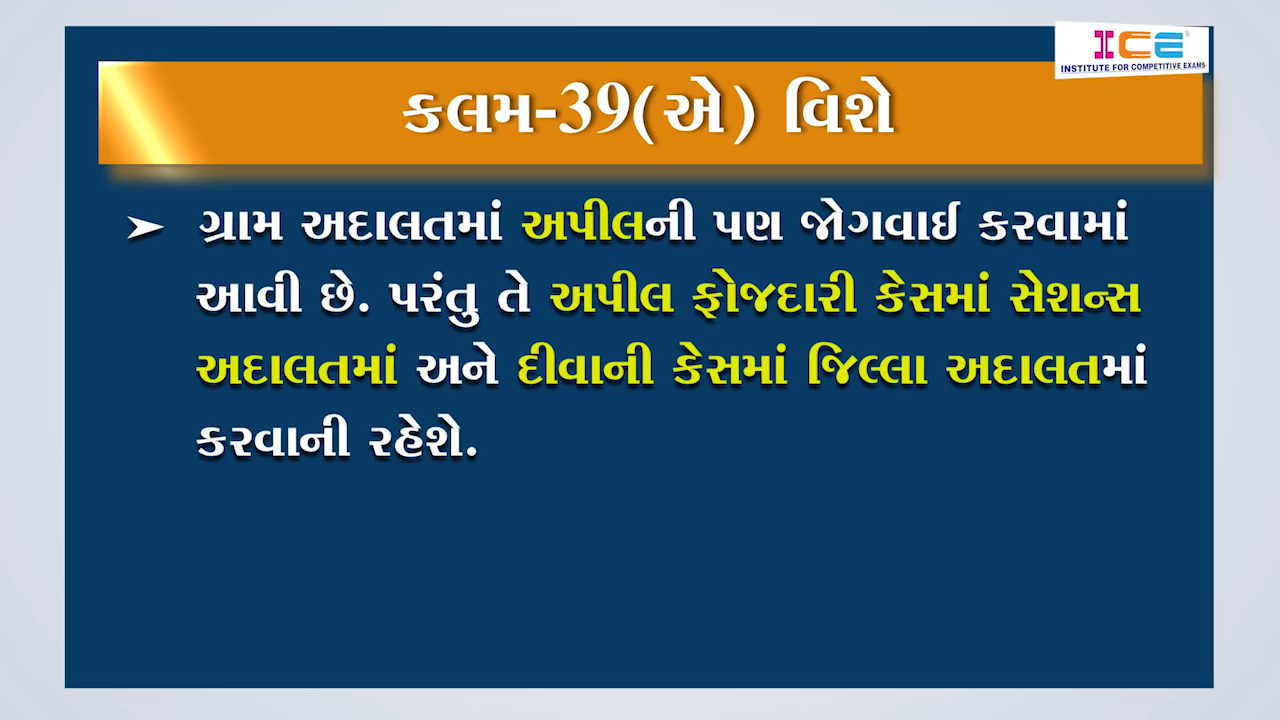 ICE
INSTITUTE FOR COMPETITIVE EXAMS
કલમ-39(એ) વિશે
➢ ગ્રામ અદાલતમાં અપીલની પણ જોગવાઈ કરવામાં
આવી છે. પરંતુ તે અપીલ ફોજદારી કેસમાં સેશન્સ
અદાલતમાં અને દીવાની કેસમાં જિલ્લા અદાલતમાં
કરવાની રહેશે.